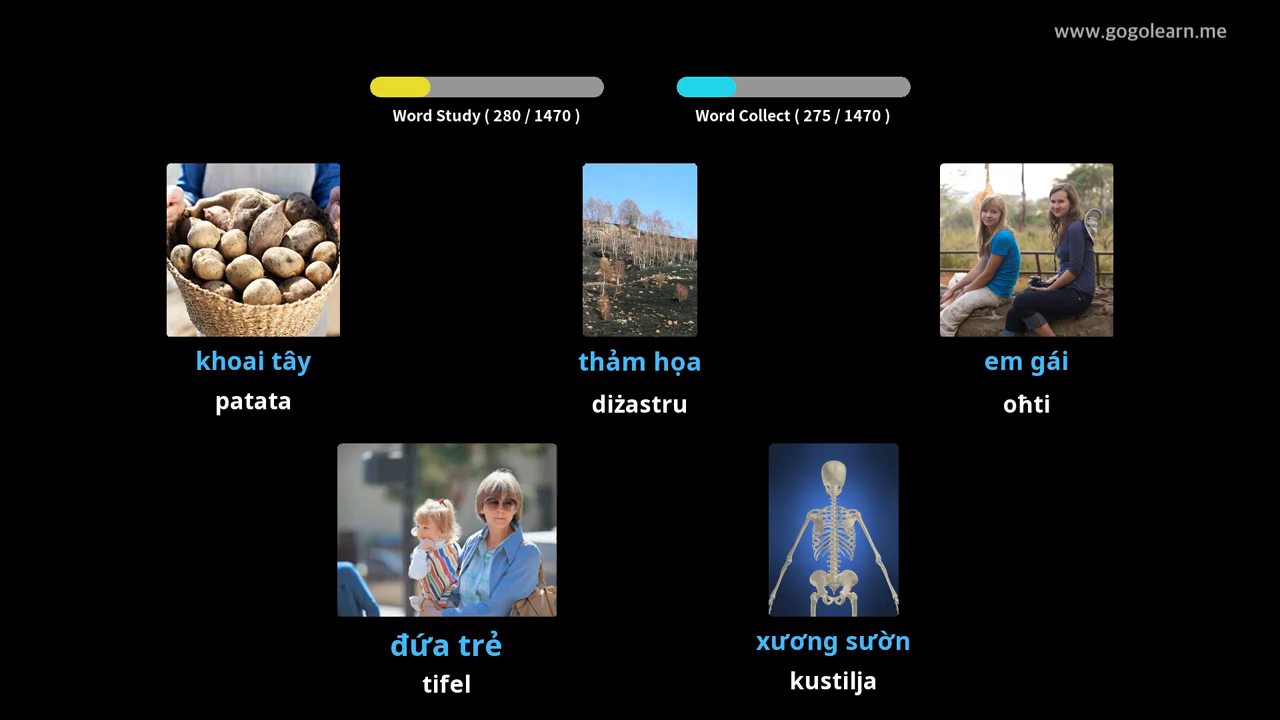 www.gogolearn.me
Word Study ( 280 / 1470 )
Word Collect ( 275 / 1470 )
khoai tây
patata
thảm họa
diżastru
em gái
oħti
đứa trẻ
tifel
xương sườn
kustilja